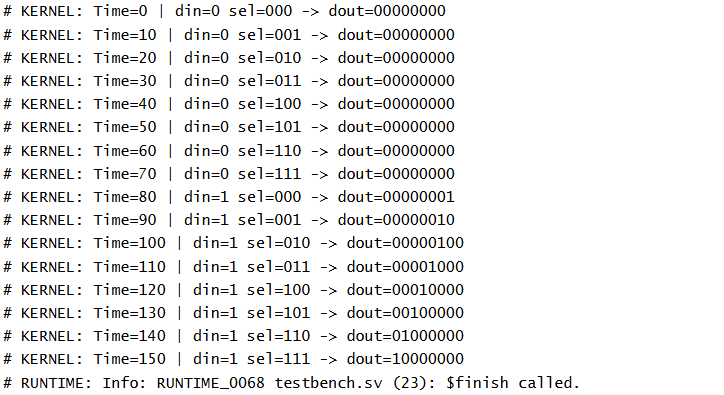 # KERNEL: Time=0 | din=0 sel=000 -> dout=00000000
# KERNEL: Time=10 | din=0 sel=001 -> dout=00000000
# KERNEL: Time=20 | din=0 sel=010 -> dout=00000000
# KERNEL: Time=30 | din=0 sel=011 -> dout=00000000
# KERNEL: Time=40 | din=0 sel=100 -> dout=00000000
# KERNEL: Time=50 | din=0 sel=101 -> dout=00000000
# KERNEL: Time=60 | din=0 sel=110 -> dout=00000000
# KERNEL: Time=70 | din=0 sel=111 -> dout=00000000
# KERNEL: Time=80 | din=1 sel=000 -> dout=00000001
# KERNEL: Time=90 | din=1 sel=001 -> dout=00000010
# KERNEL: Time=100 | din=1 sel=010 -> dout=00000100
# KERNEL: Time=110 | din=1 sel=011 -> dout=00001000
# KERNEL: Time=120 | din=1 sel=100 -> dout=00010000
# KERNEL: Time=130 | din=1 sel=101 -> dout=00100000
# KERNEL: Time=140 | din=1 sel=110 -> dout=01000000
# KERNEL: Time=150 | din=1 sel=111 -> dout=10000000
# RUNTIME: Info: RUNTIME_0068 testbench.sv (23): $finish called.